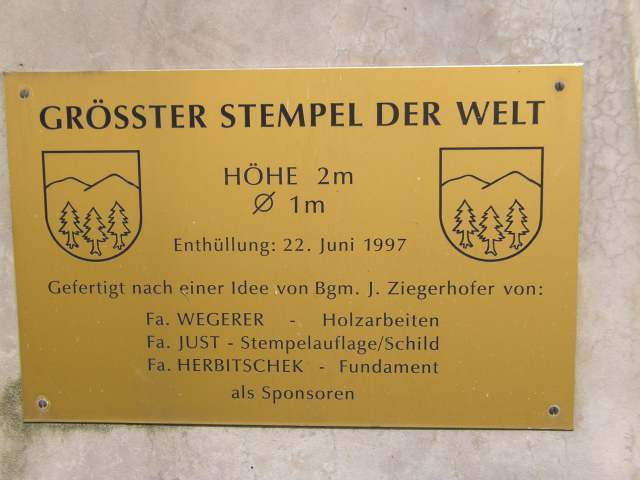 GRÖSSTER STEMPEL DER WELT
HÖHE 2m
Ø 1m
Enthüllung: 22. Juni 1997
Gefertigt nach einer Idee von Bgm. J. Ziegerhofer von:
Fa. WEGERER - Holzarbeiten
Fa. JUST - Stempelauflage/Schild
Fa. HERBITSCHEK - Fundament
als Sponsoren